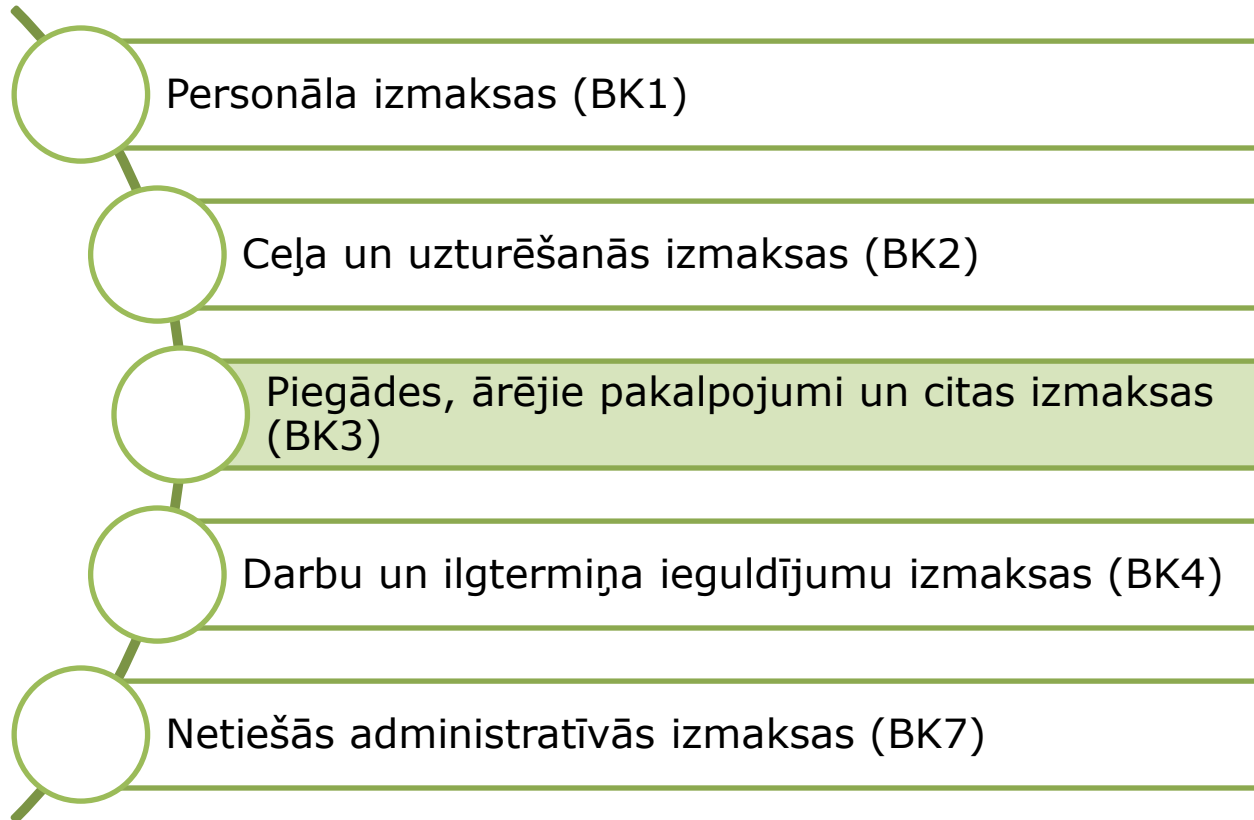 Personāla izmaksas (BK1)
Ceļa un uzturēšanās izmaksas (BK2)
Piegādes, ārējie pakalpojumi un citas izmaksas
(BK3)
Darbu un ilgtermiņa ieguldījumu izmaksas (BK4)
Netiešās administratīvās izmaksas (BK7)